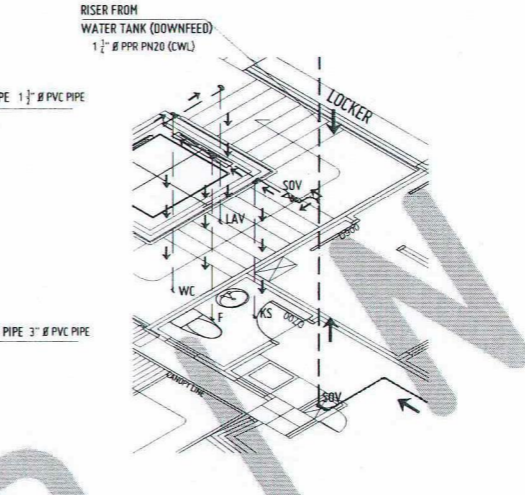 RISER FROM
WATER TANK (DOWNFEED)
1 1/4" Ø PPR PN20 (CWL)
PE 1 1/2" Ø PVC PIPE
LOCKER
SOV
LAV
WC
F
KS
PIPE 3" Ø PVC PIPE
CANOPY LINE
SOV